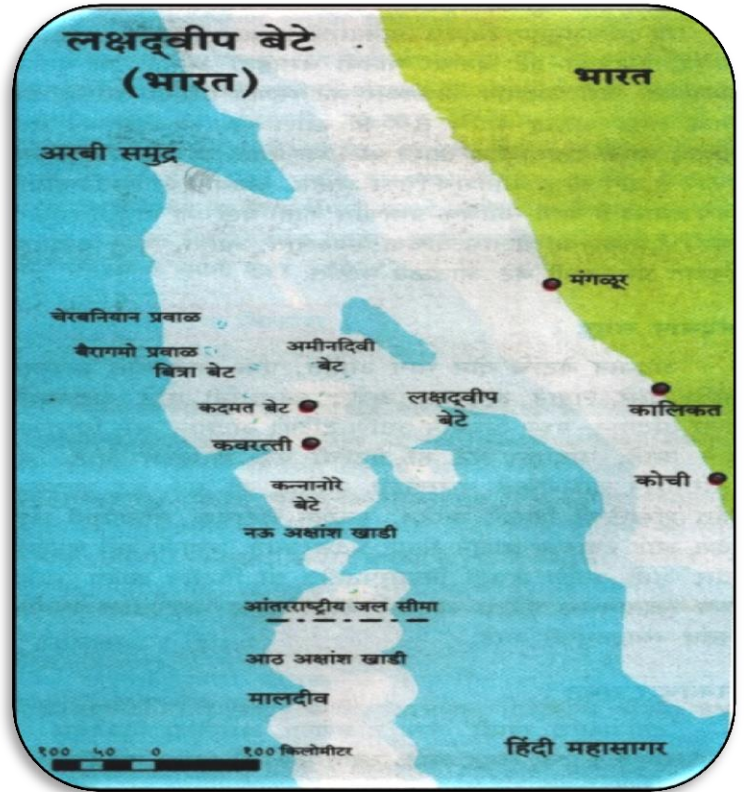 लक्षद्वीप बेटे
(भारत)
भारत
अरबी समुद्र
मंगळूर
चेरबनियान प्रवाळ
बैरागमो प्रवाळ
बित्रा बेट
अमीनदिवी
बेट
लक्षद्वीप
बेटे
कदमत बेट
कालिकत
कवरत्ती
कोची
कन्नानोरे
बेटे
नऊ अक्षांश खाडी
आंतरराष्ट्रीय जल सीमा
आठ अक्षांश खाडी
मालदीव
हिंदी महासागर
१०० ५० ० १०० किलोमीटर